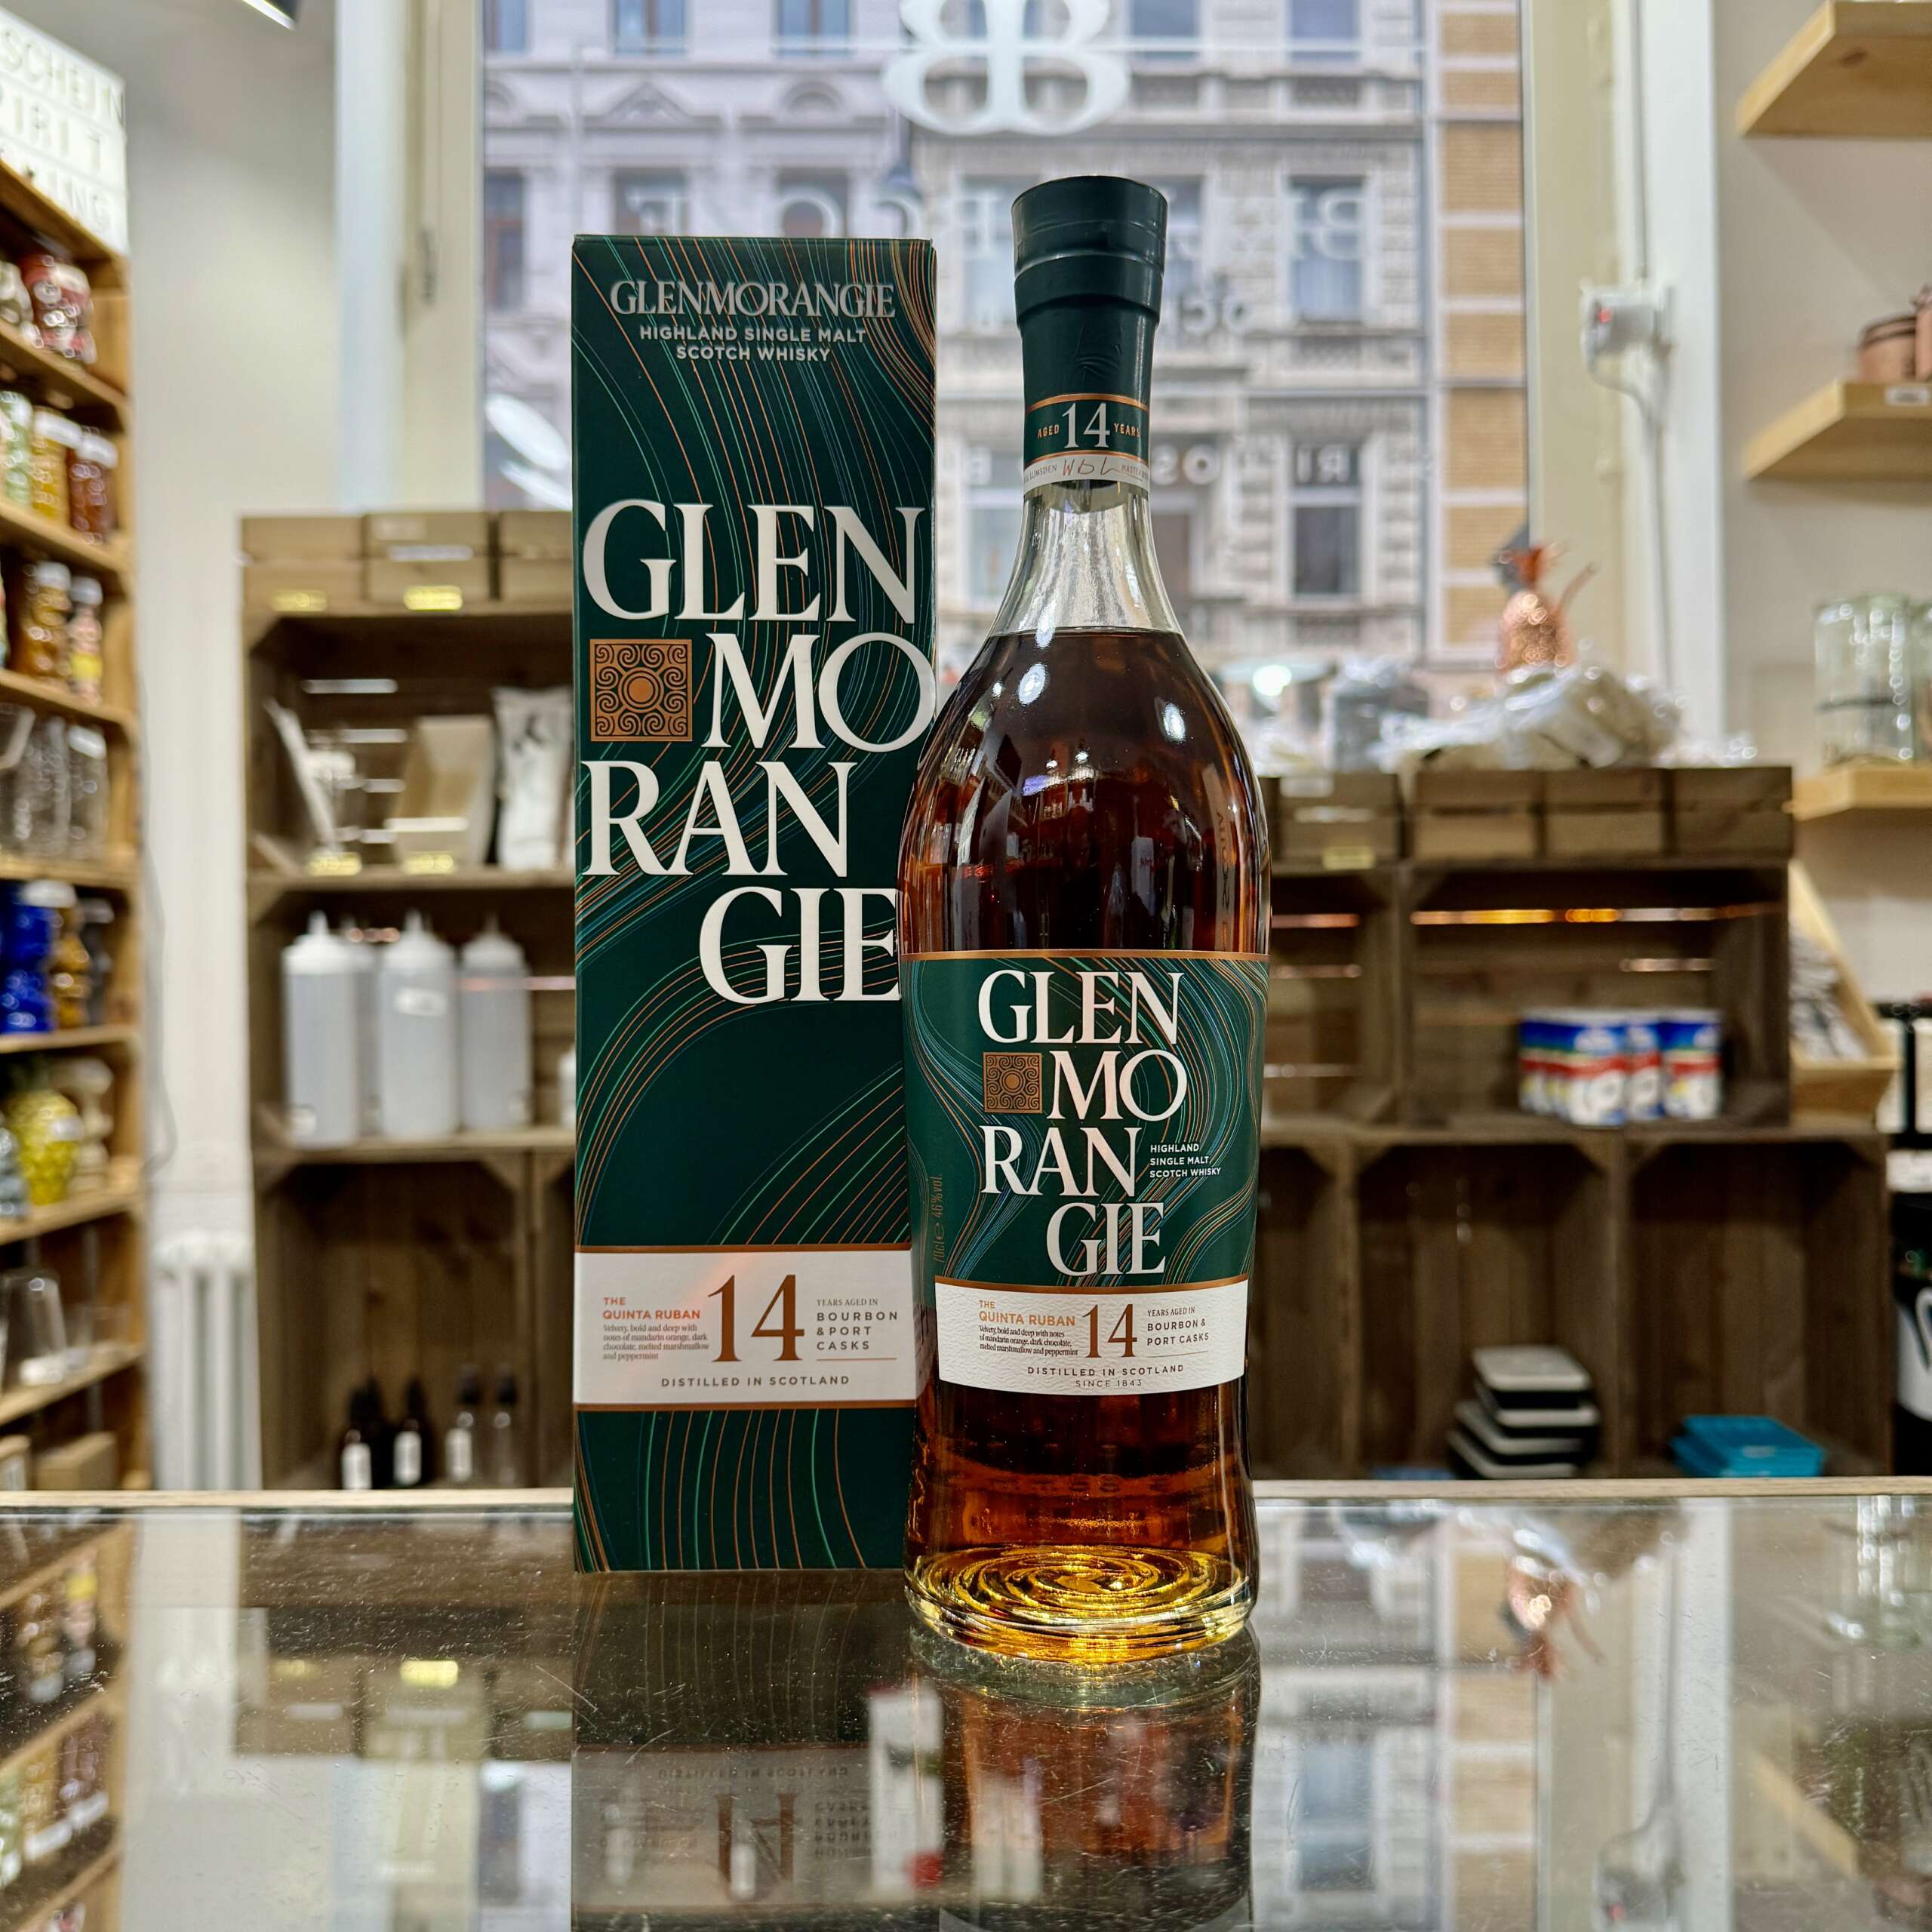 GLENMORANGIE
HIGHLAND SINGLE MALT
SCOTCH WHISKY
GLEN
MO
RAN
GIE
THE
QUINTA RUBAN
Velvety, bold and deep with
notes of mandarin orange, dark
chocolate, melted marshmallow
and peppermint
14
YEARS AGED IN
BOURBON
& PORT
CASKS
DISTILLED IN SCOTLAND
AGED 14 YEARS
GLEN
MO
RAN
GIE
HIGHLAND
SINGLE MALT
SCOTCH WHISKY
70cl e 46%vol.
THE
QUINTA RUBAN
Velvety, bold and deep with notes
of mandarin orange, dark chocolate,
melted marshmallow and peppermint
14
YEARS AGED IN
BOURBON &
PORT CASKS
DISTILLED IN SCOTLAND
SINCE 1843